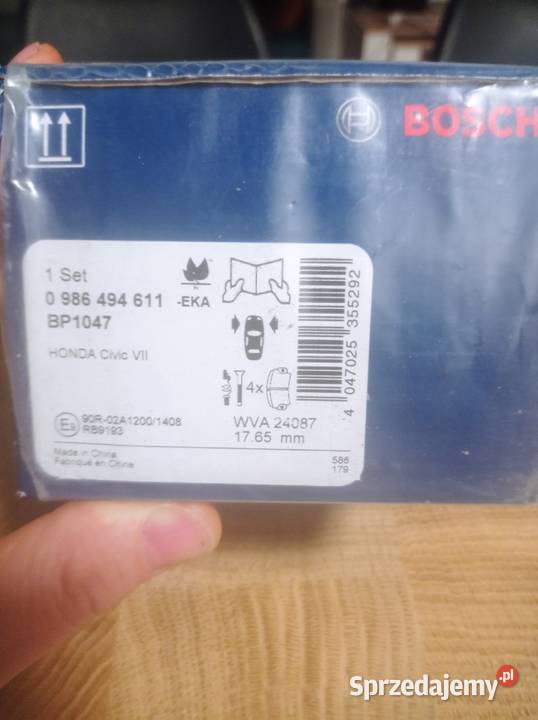 BOSCH
1 Set
0 986 494 611 -EKA
BP1047
HONDA Civic VII
4x
E9 90R-02A1200/1408
RB9193
WVA 24087
17.65 mm
Made in China
Fabriqué en Chine
586
179
4 047025 355292
Sprzedajemy.pl